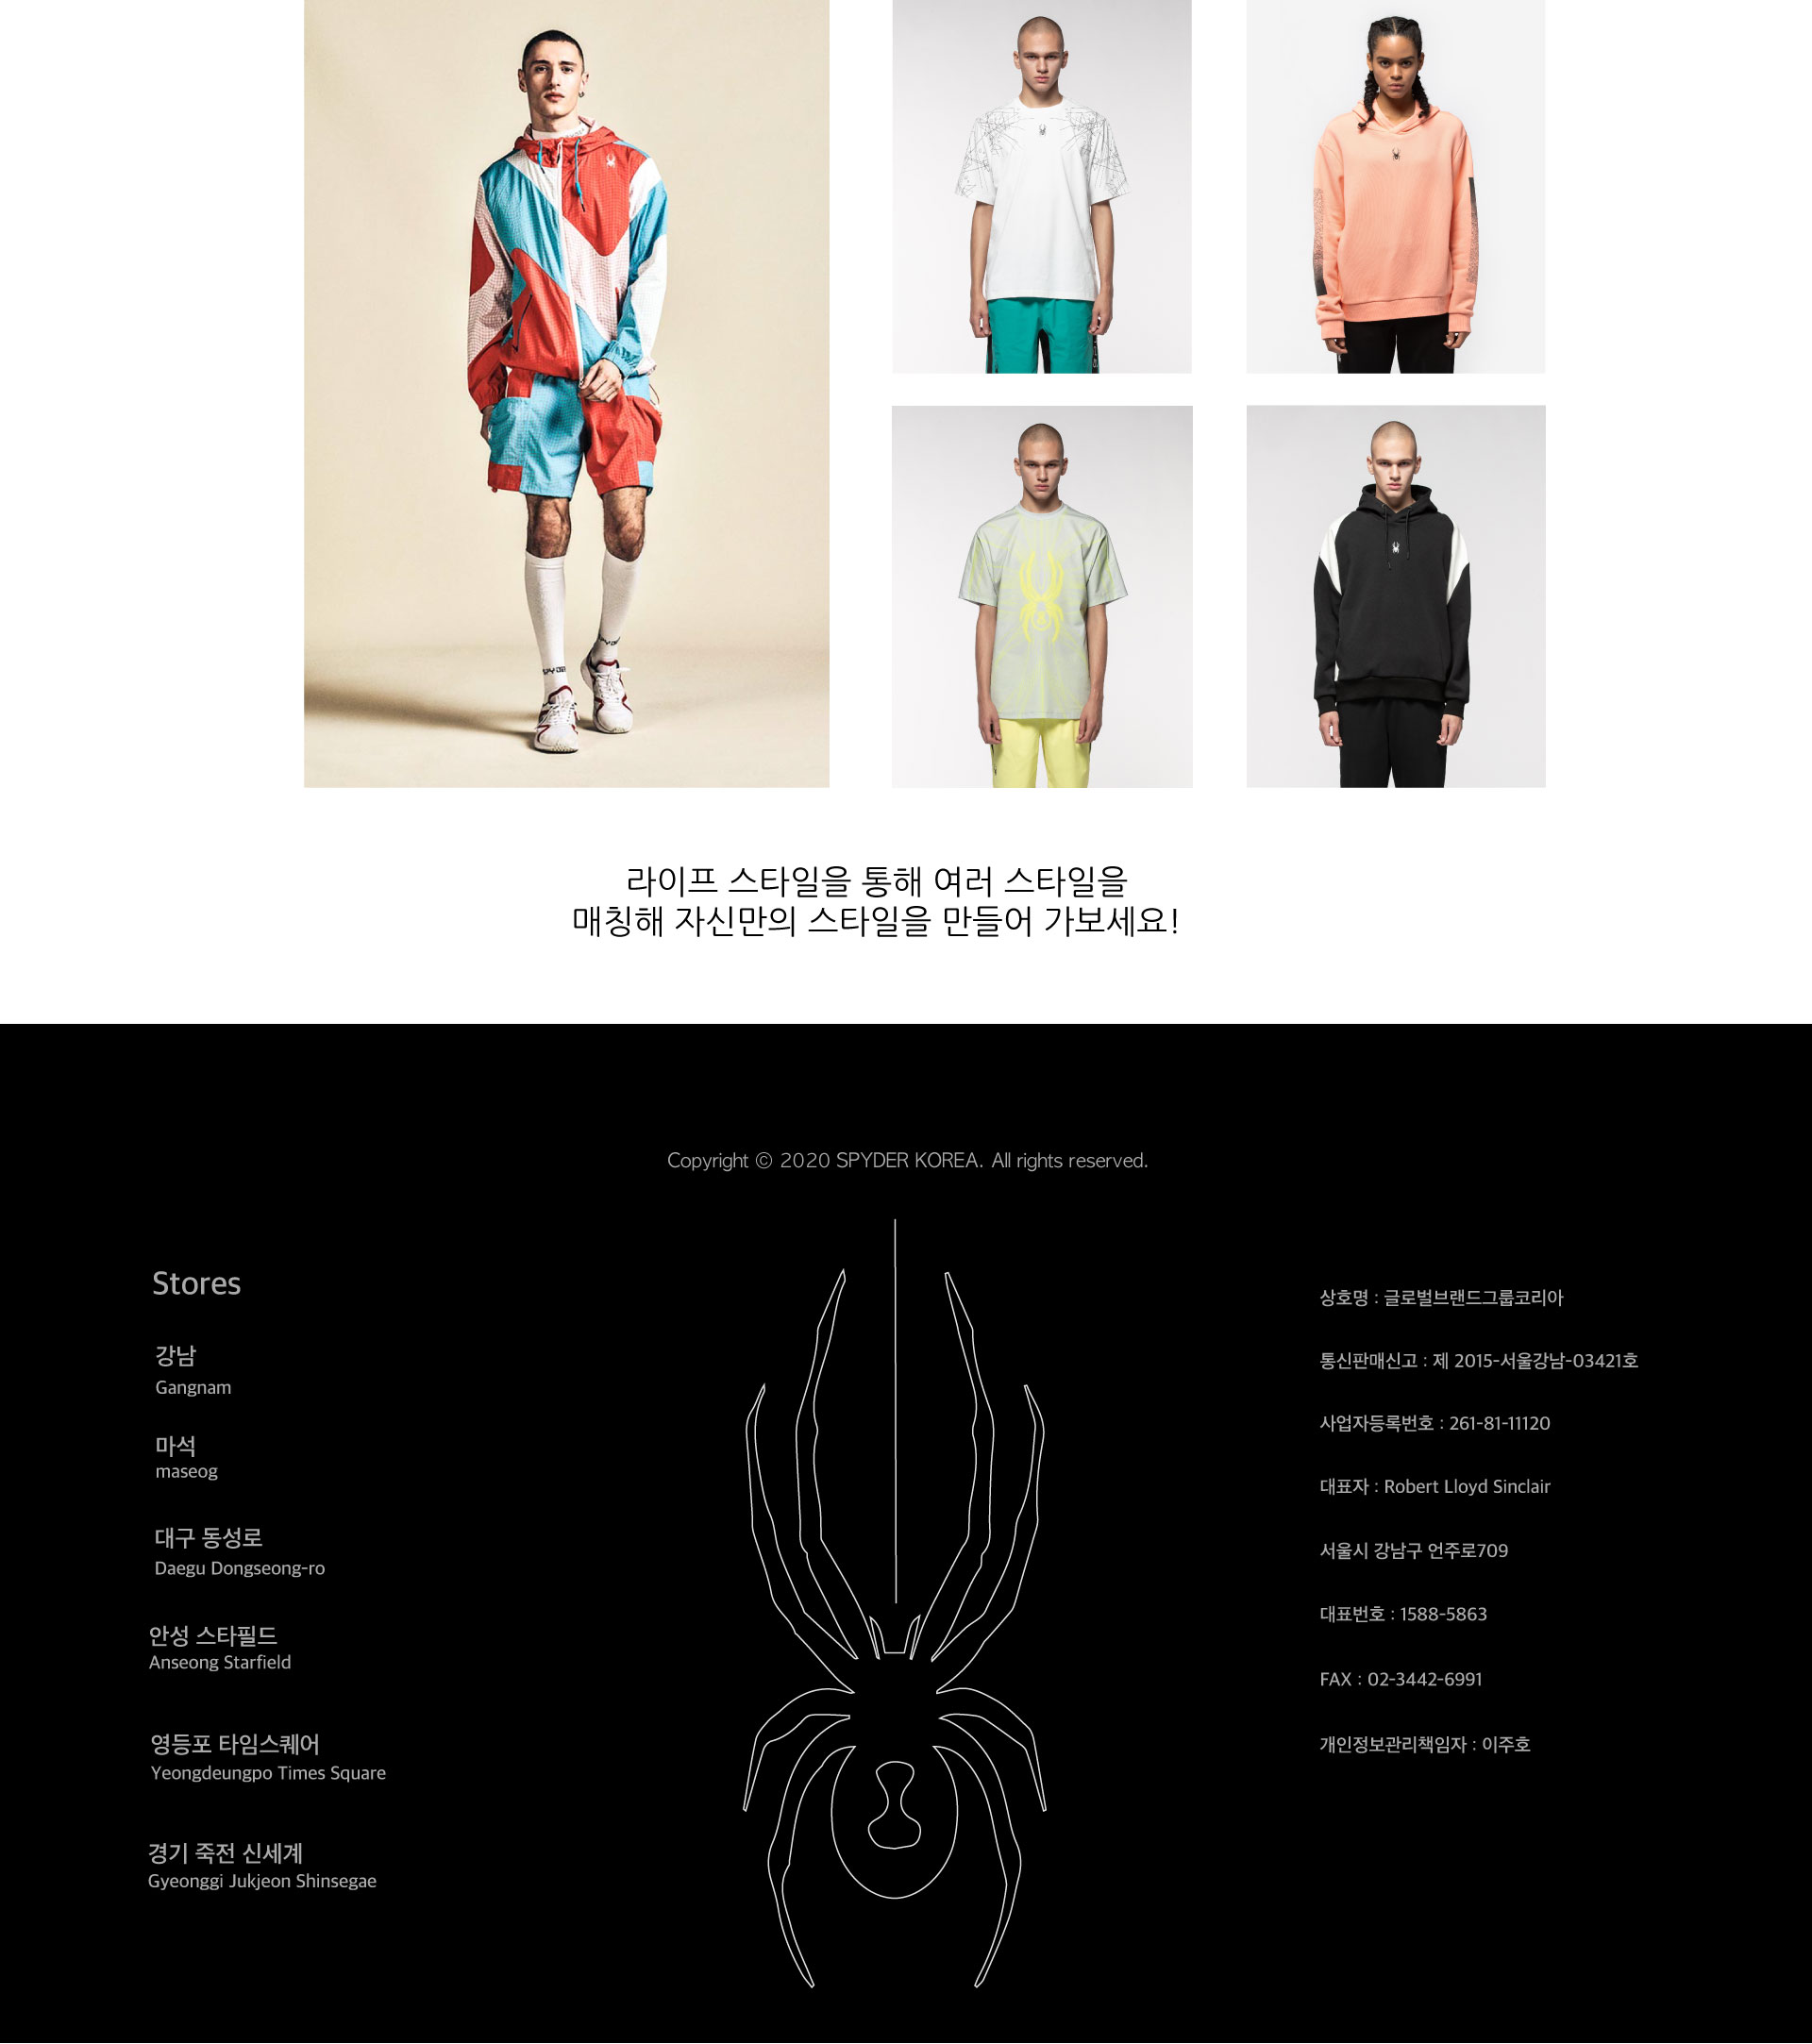 라이프 스타일을 통해 여러 스타일을
매칭해 자신만의 스타일을 만들어 가보세요!
Copyright © 2020 SPYDER KOREA. All rights reserved.
Stores
강남
Gangnam
마석
maseog
대구 동성로
Daegu Dongseong-ro
안성 스타필드
Anseong Starfield
영등포 타임스퀘어
Yeongdeungpo Times Square
경기 죽전 신세계
Gyeonggi Jukjeon Shinsegae
상호명 : 글로벌브랜드그룹코리아
통신판매신고 : 제 2015-서울강남-03421호
사업자등록번호 : 261-81-11120
대표자 : Robert Lloyd Sinclair
서울시 강남구 언주로709
대표번호 : 1588-5863
FAX : 02-3442-6991
개인정보관리책임자 : 이주호